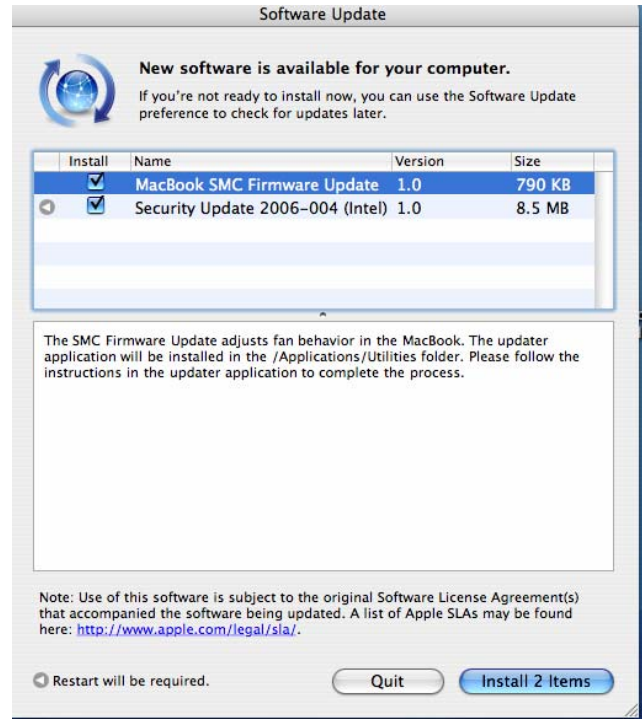 Software Update
New software is available for your computer.
If you're not ready to install now, you can use the Software Update
preference to check for updates later.
Install Name Version Size
MacBook SMC Firmware Update 1.0 790 KB
Security Update 2006-004 (Intel) 1.0 8.5 MB
The SMC Firmware Update adjusts fan behavior in the MacBook. The updater
application will be installed in the /Applications/Utilities folder. Please follow the
instructions in the updater application to complete the process.
Note: Use of this software is subject to the original Software License Agreement(s)
that accompanied the software being updated. A list of Apple SLAs may be found
here: http://www.apple.com/legal/sla/.
Restart will be required. Quit Install 2 Items